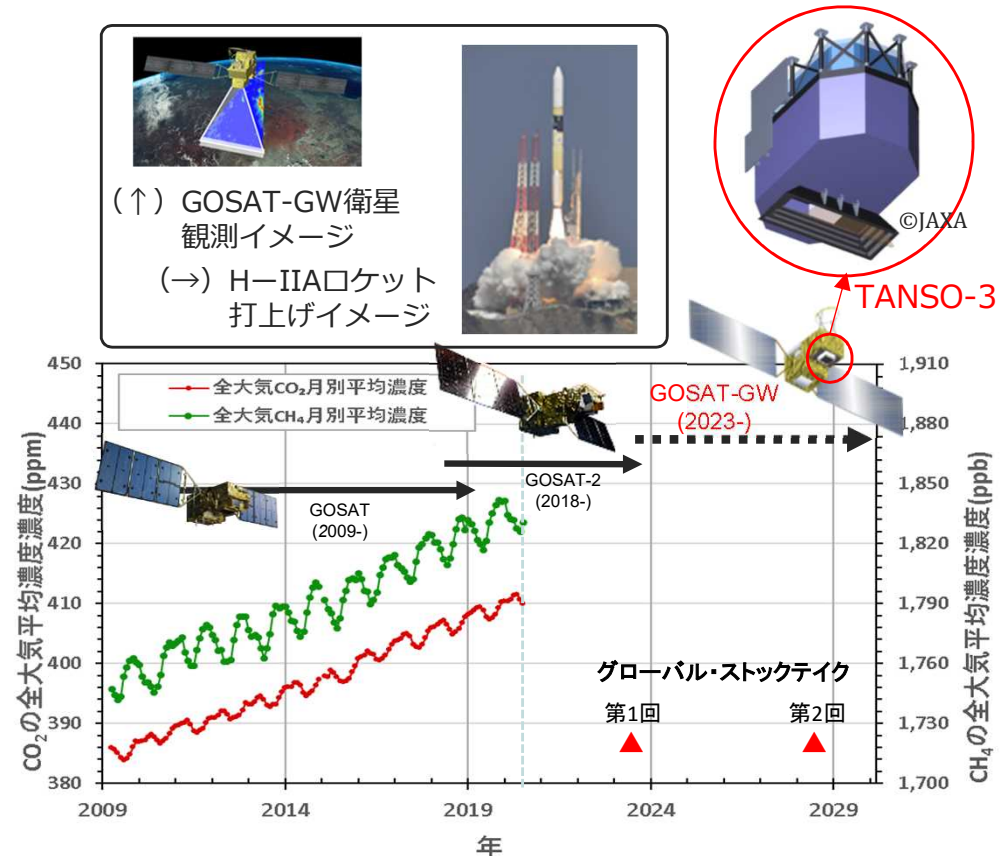 (↑) GOSAT-GW衛星
観測イメージ
(→) HーIIAロケット
打上げイメージ
©JAXA
TANSO-3
450
440
430
420
410
400
390
380
CO₂の全大気平均濃度濃度(ppm)
全大気CO₂月別平均濃度
全大気CH₄月別平均濃度
GOSAT
(2009-)
GOSAT-2
(2018-)
GOSAT-GW
(2023-)
グローバル・ストックテイク
第1回
第2回
1,910
1,880
1,850
1,820
1,790
1,760
1,730
1,700
CH₄の全大気平均濃度濃度(ppb)
2009
2014
2019
2024
2029
年